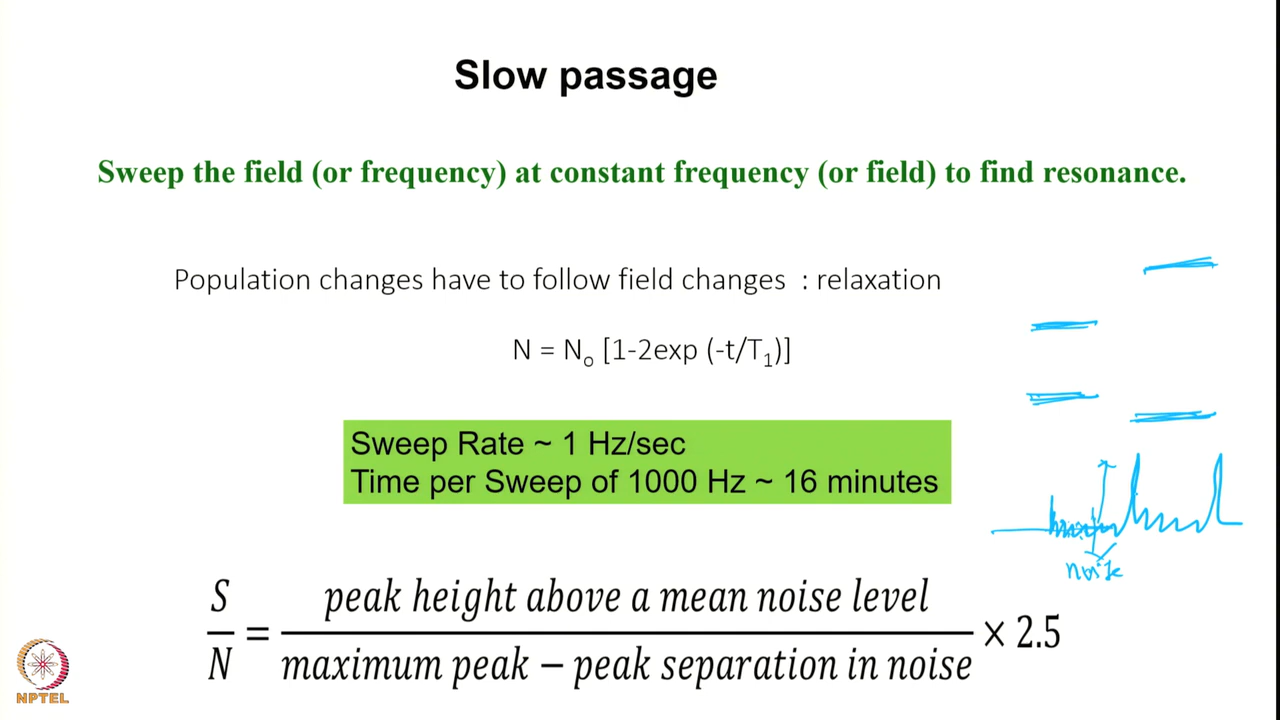 Slow passage
Sweep the field (or frequency) at constant frequency (or field) to find resonance.
Population changes have to follow field changes : relaxation
N = Nₒ [1-2exp (-t/T₁)]
Sweep Rate ~ 1 Hz/sec
Time per Sweep of 1000 Hz ~ 16 minutes
noise
S/N = peak height above a mean noise level / maximum peak − peak separation in noise × 2.5
NPTEL